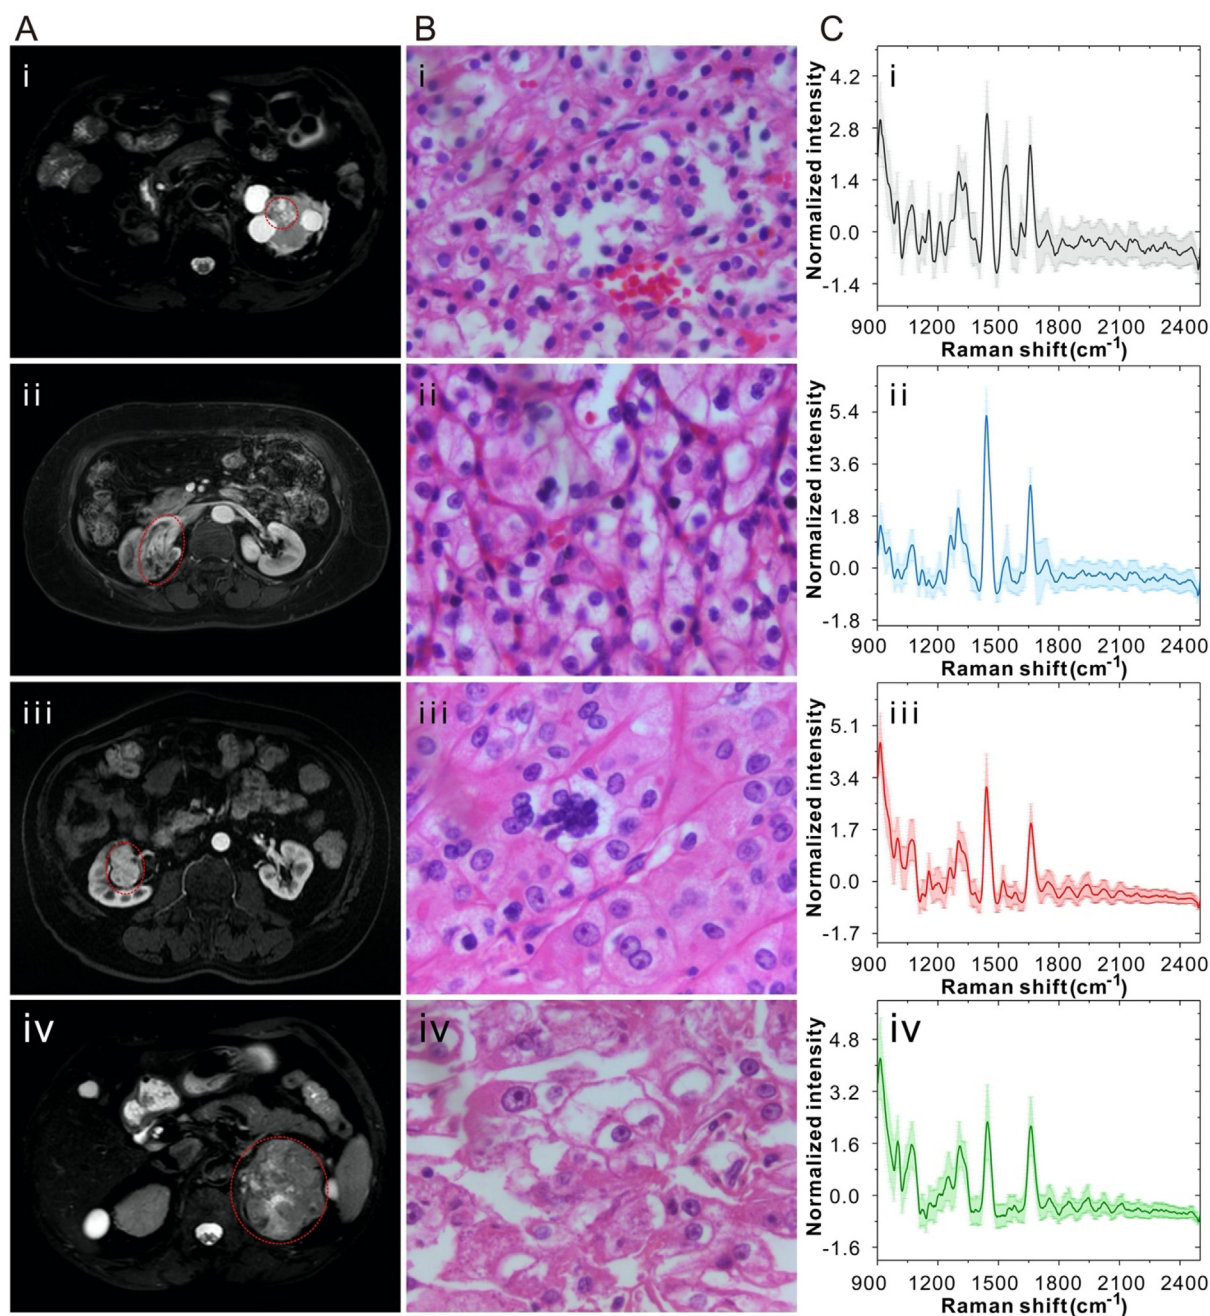 A B C
i i i
4.2
2.8
1.4
0.0
-1.4
Normalized intensity
900 1200 1500 1800 2100 2400
Raman shift(cm-1)
ii ii ii
5.4
3.6
1.8
0.0
-1.8
Normalized intensity
900 1200 1500 1800 2100 2400
Raman shift(cm-1)
iii iii iii
5.1
3.4
1.7
0.0
-1.7
Normalized intensity
900 1200 1500 1800 2100 2400
Raman shift(cm-1)
iv iv iv
4.8
3.2
1.6
0.0
-1.6
Normalized intensity
900 1200 1500 1800 2100 2400
Raman shift(cm-1)